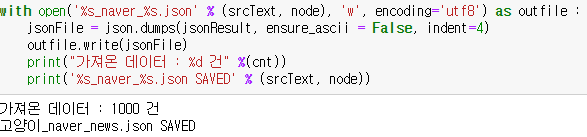 with open('%s_naver_%s.json' % (srcText, node), 'w', encoding='utf8') as outfile :
jsonFile = json.dumps(jsonResult, ensure_ascii = False, indent=4)
outfile.write(jsonFile)
print("가져온 데이터 : %d 건" %(cnt))
print('%s_naver_%s.json SAVED' % (srcText, node))
가져온 데이터 : 1000 건
고양이_naver_news.json SAVED